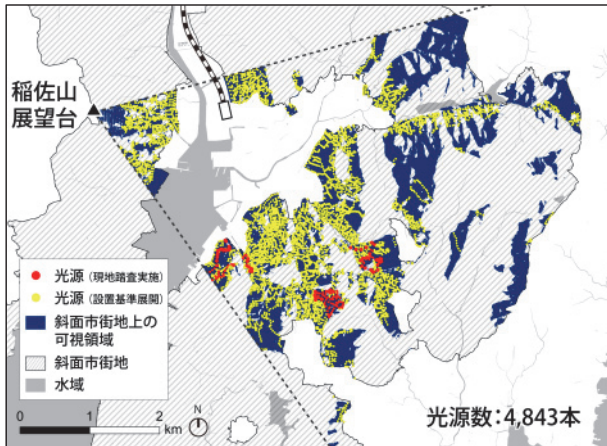 稲佐山
展望台
光源（現地踏査実施）
光源（設置基準展開）
斜面市街地上の
可視領域
斜面市街地
水域
0 1 2
km
N
光源数：4,843本